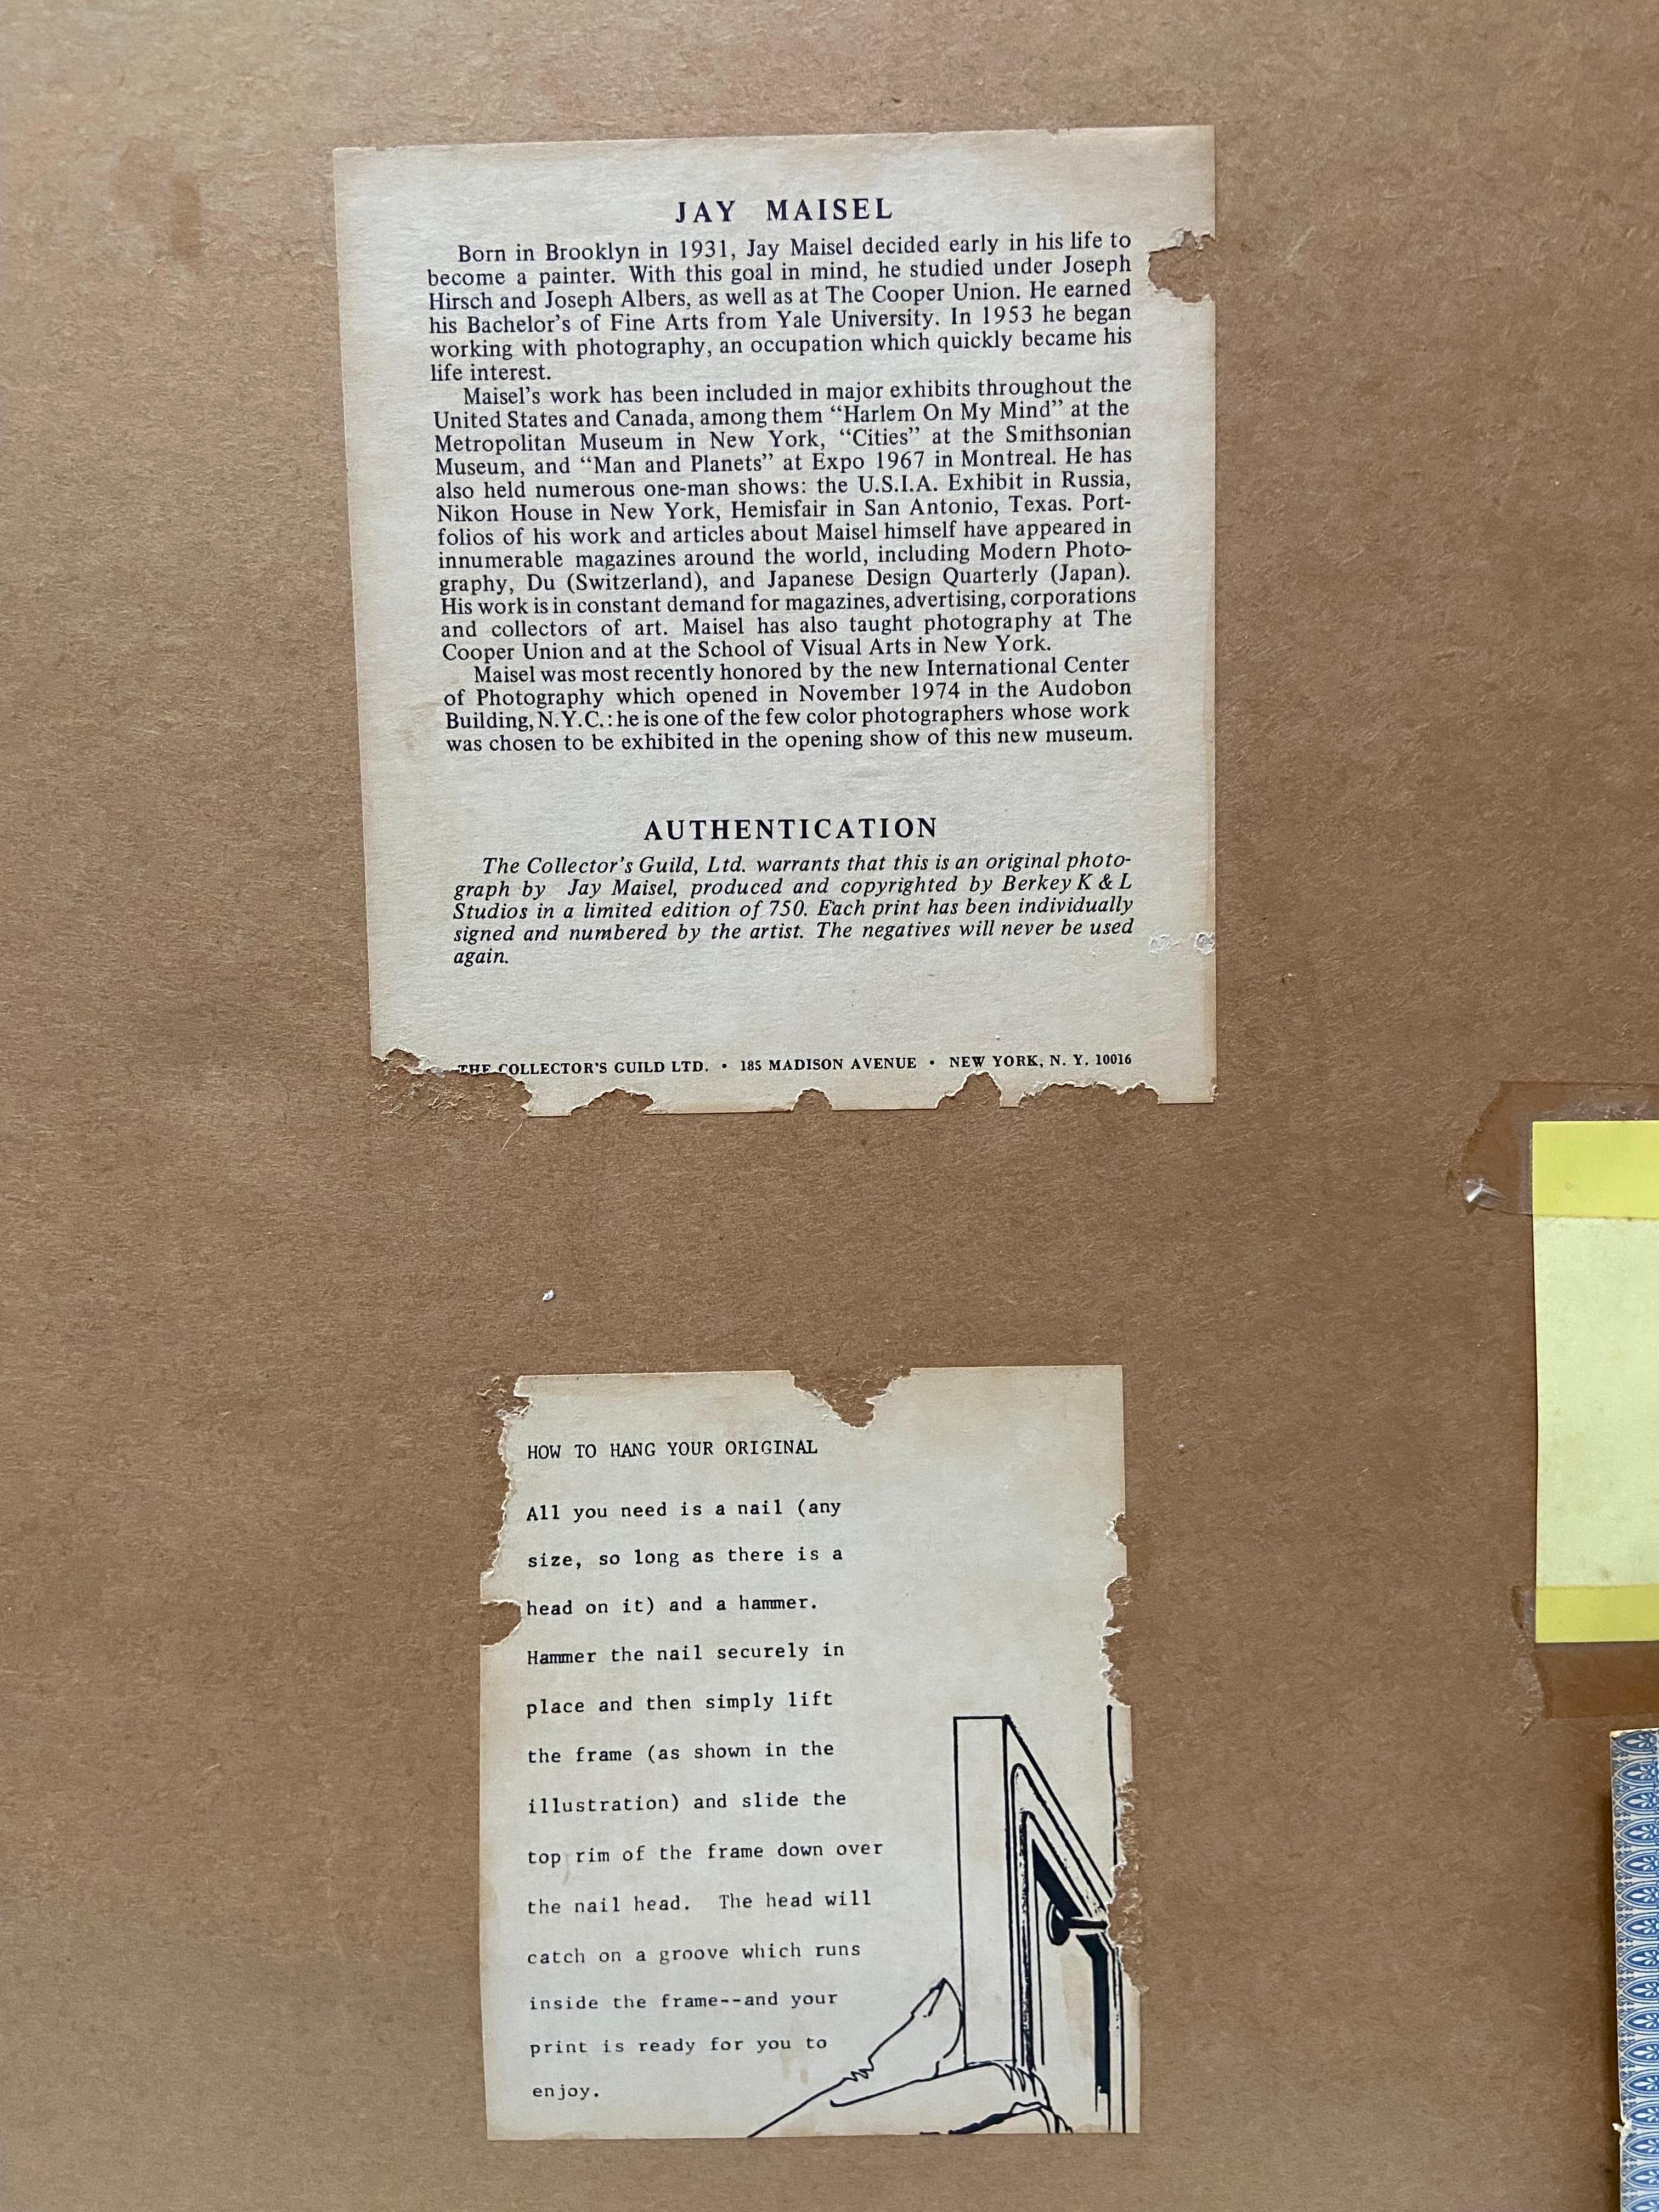 JAY MAISEL
Born in Brooklyn in 1931, Jay Maisel decided early in his life to
become a painter. With this goal in mind, he studied under Joseph
Hirsch and Joseph Albers, as well as at The Cooper Union. He earned
his Bachelor's of Fine Arts from Yale University. In 1953 he began
working with photography, an occupation which quickly became his
life interest.
Maisel's work has been included in major exhibits throughout the
United States and Canada, among them “Harlem On My Mind” at the
Metropolitan Museum in New York, “Cities” at the Smithsonian
Museum, and “Man and Planets” at Expo 1967 in Montreal. He has
also held numerous one-man shows: the U.S.I.A. Exhibit in Russia,
Nikon House in New York, Hemisfair in San Antonio, Texas. Port-
folios of his work and articles about Maisel himself have appeared in
innumerable magazines around the world, including Modern Photo-
graphy, Du (Switzerland), and Japanese Design Quarterly (Japan).
His work is in constant demand for magazines, advertising, corporations
and collectors of art. Maisel has also taught photography at The
Cooper Union and at the School of Visual Arts in New York.
Maisel was most recently honored by the new International Center
of Photography which opened in November 1974 in the Audobon
Building, N.Y.C.: he is one of the few color photographers whose work
was chosen to be exhibited in the opening show of this new museum.
AUTHENTICATION
The Collector's Guild, Ltd. warrants that this is an original photo-
graph by Jay Maisel, produced and copyrighted by Berkey K & L
Studios in a limited edition of 750. Each print has been individually
signed and numbered by the artist. The negatives will never be used
again.
THE COLLECTOR'S GUILD LTD. • 185 MADISON AVENUE • NEW YORK, N. Y. 10016
HOW TO HANG YOUR ORIGINAL
All you need is a nail (any
size, so long as there is a
head on it) and a hammer.
Hammer the nail securely in
place and then simply lift
the frame (as shown in the
illustration) and slide the
top rim of the frame down over
the nail head. The head will
catch on a groove which runs
inside the frame--and your
print is ready for you to
enjoy.